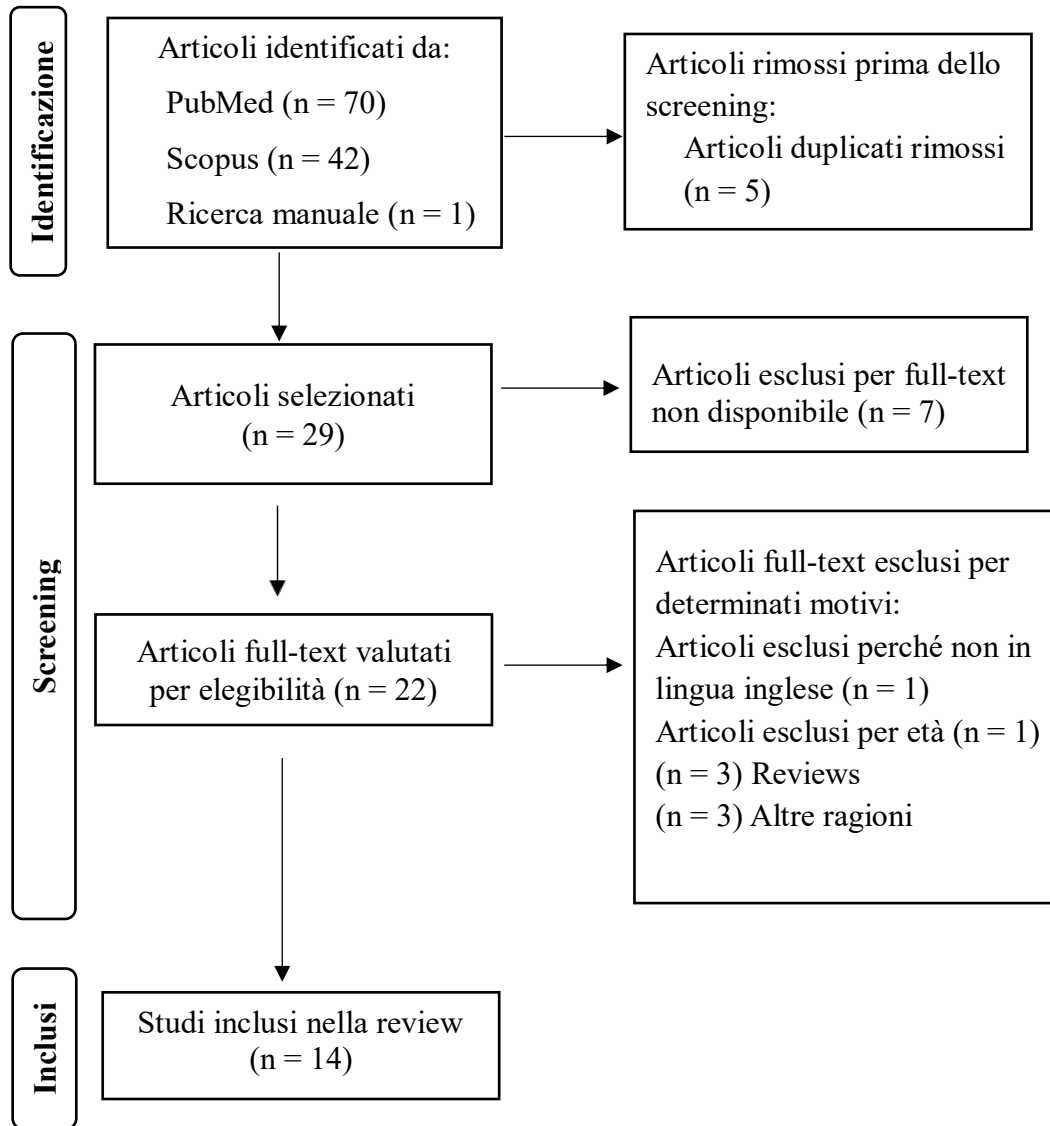 Identificazione
Articoli identificati da:
PubMed (n = 70)
Scopus (n = 42)
Ricerca manuale (n = 1)
Articoli rimossi prima dello
screening:
Articoli duplicati rimossi
(n = 5)
Screening
Articoli selezionati
(n = 29)
Articoli esclusi per full-text
non disponibile (n = 7)
Articoli full-text valutati
per elegibilità (n = 22)
Articoli full-text esclusi per
determinati motivi:
Articoli esclusi perché non in
lingua inglese (n = 1)
Articoli esclusi per età (n = 1)
(n = 3) Reviews
(n = 3) Altre ragioni
Inclusi
Studi inclusi nella review
(n = 14)